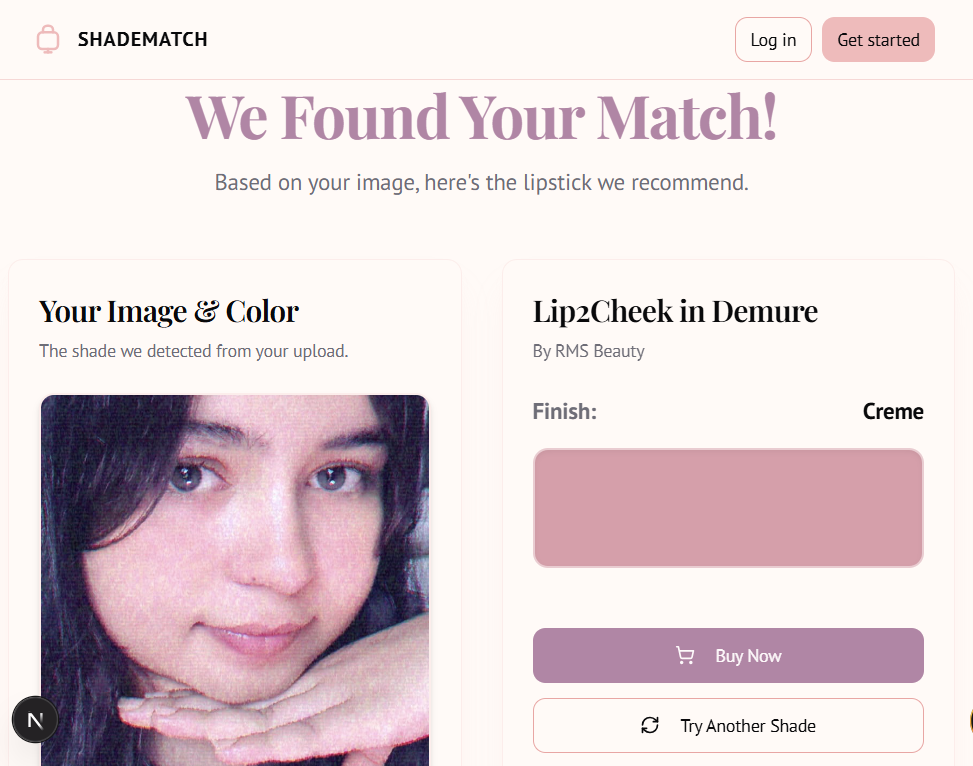 SHADEMATCH
Log in
Get started
We Found Your Match!
Based on your image, here's the lipstick we recommend.
Your Image & Color
The shade we detected from your upload.
Lip2Cheek in Demure
By RMS Beauty
Finish:
Creme
Buy Now
Try Another Shade
N